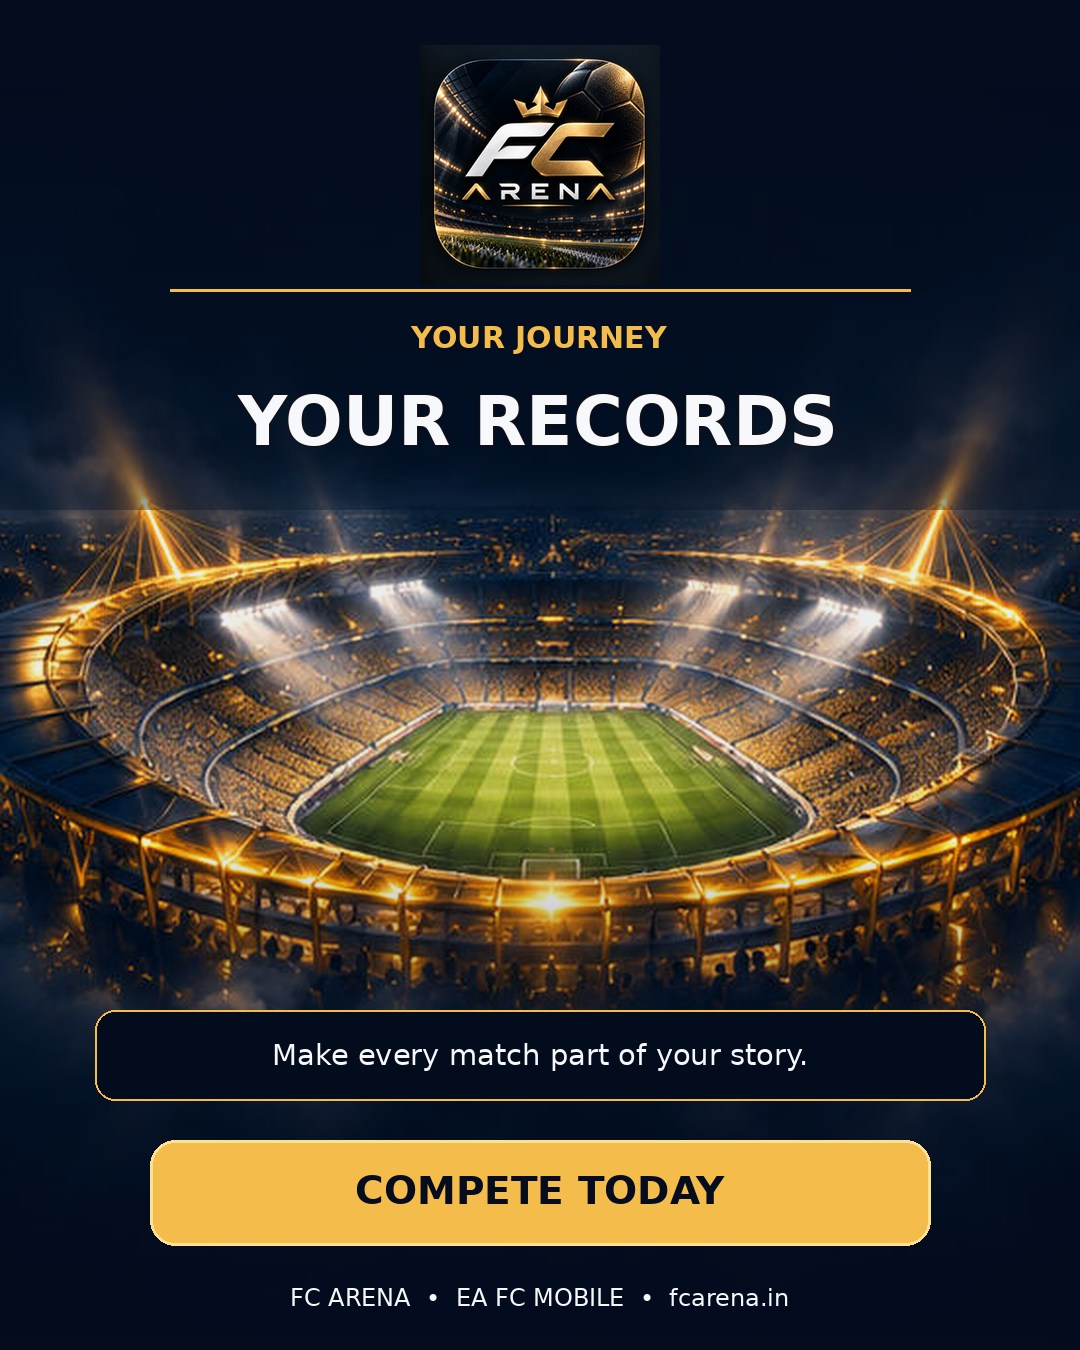 FC
ARENA
YOUR JOURNEY
YOUR RECORDS
Make every match part of your story.
COMPETE TODAY
FC ARENA • EA FC MOBILE • fcarena.in